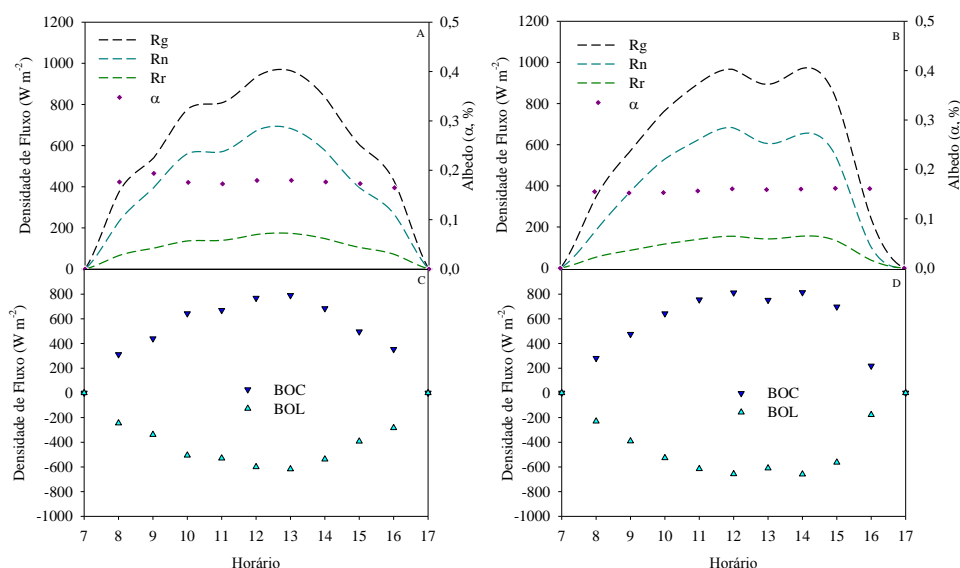 A
Rg
Rn
Rr
α
1200
1000
800
600
400
200
0
Densidade de Fluxo (W m-2)
0,5
0,4
0,3
0,2
0,1
0,0
Albedo (α, %)
B
Rg
Rn
Rr
α
1200
1000
800
600
400
200
0
Densidade de Fluxo (W m-2)
0,5
0,4
0,3
0,2
0,1
0,0
Albedo (α, %)
C
BOC
BOL
800
600
400
200
0
-200
-400
-600
-800
-1000
Densidade de Fluxo (W m-2)
7 8 9 10 11 12 13 14 15 16 17
Horário
D
BOC
BOL
800
600
400
200
0
-200
-400
-600
-800
-1000
Densidade de Fluxo (W m-2)
7 8 9 10 11 12 13 14 15 16 17
Horário